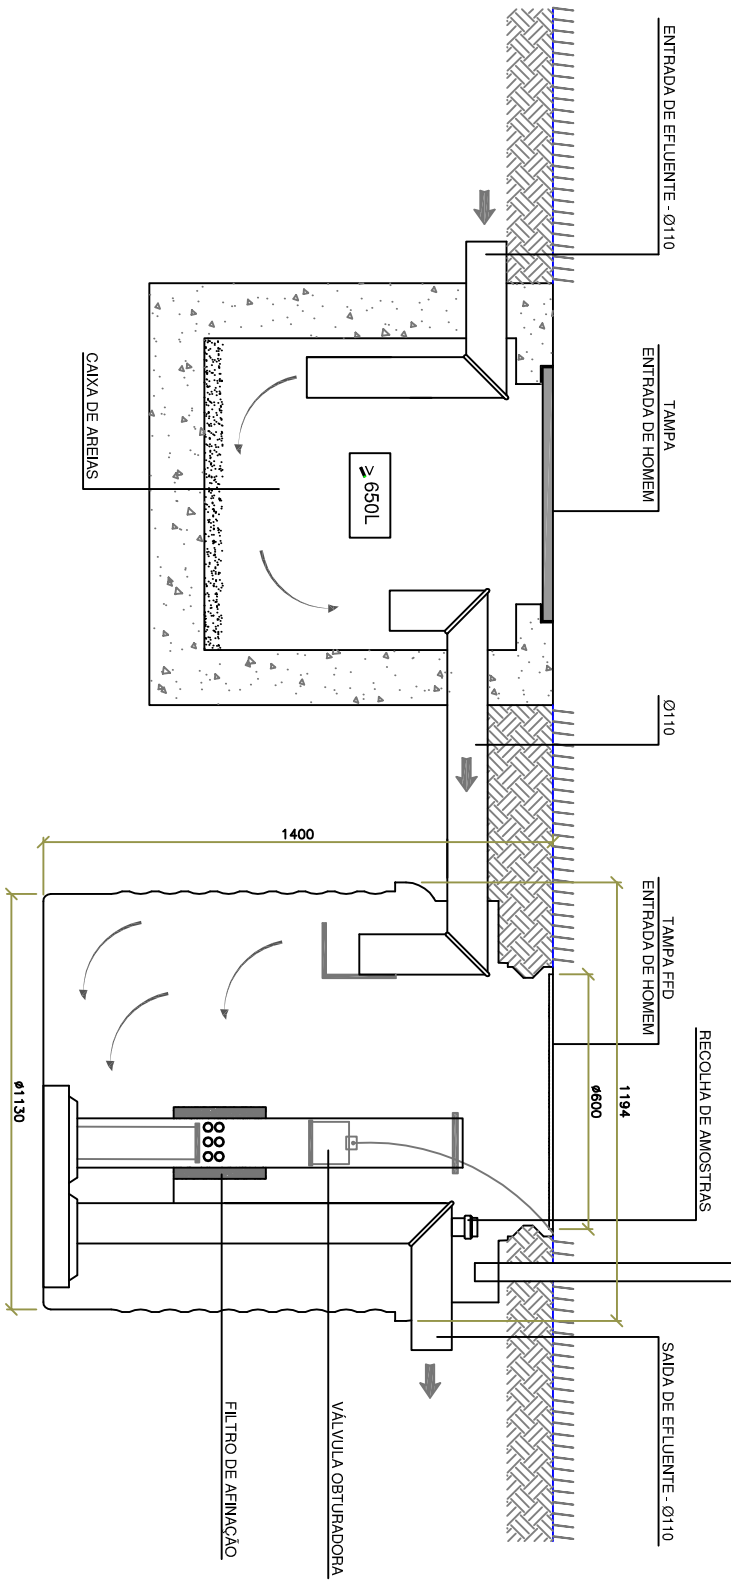 ENTRADA DE EFLUENTE - Ø110
TAMPA
ENTRADA DE HOMEM
Ø110
TAMPA FFD
ENTRADA DE HOMEM
RECOLHA DE AMOSTRAS
SAIDA DE EFLUENTE - Ø110
1194
ø600
≥ 650L
1400
CAIXA DE AREIAS
ø1130
VÁLVULA OBTURADORA
FILTRO DE AFINAÇÃO